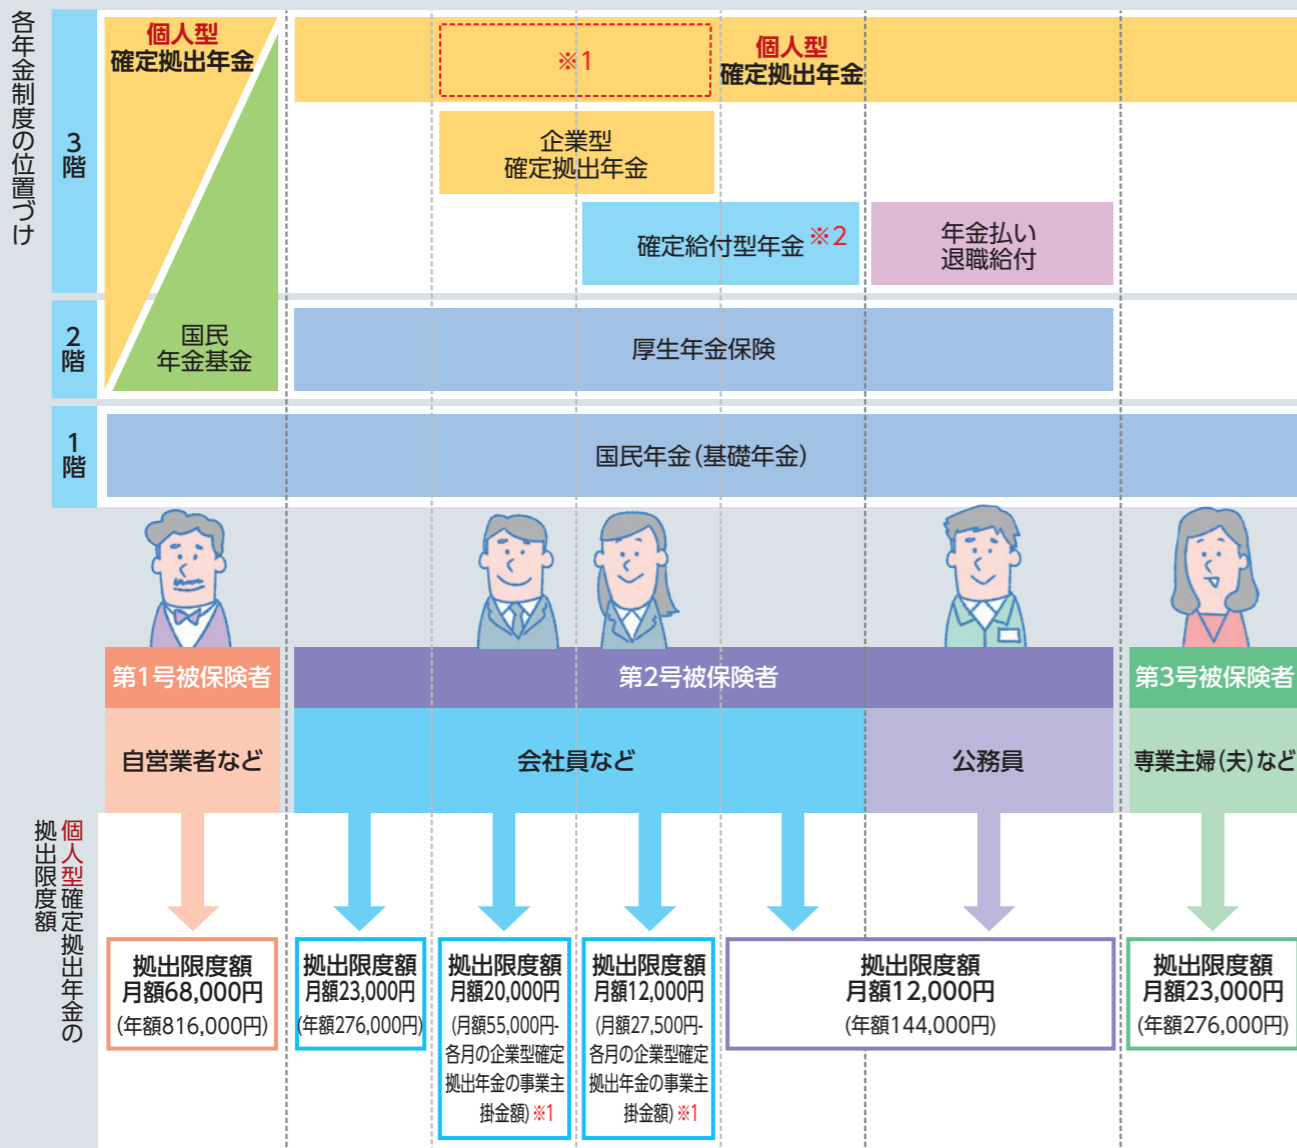 各年金制度の位置づけ
3
階
2
階
1
階
個人型
確定拠出年金
国民
年金基金
※1
個人型
確定拠出年金
企業型
確定拠出年金
確定給付型年金※2
年金払い
退職給付
厚生年金保険
国民年金(基礎年金)
第1号被保険者
第2号被保険者
第3号被保険者
自営業者など
会社員など
公務員
専業主婦(夫)など
個人型確定拠出年金の
拠出限度額
拠出限度額
月額68,000円
(年額816,000円)
拠出限度額
月額23,000円
(年額276,000円)
拠出限度額
月額20,000円
(月額55,000円-
各月の企業型確定
拠出年金の事業主
掛金額)※1
拠出限度額
月額12,000円
(月額27,500円-
各月の企業型確定
拠出年金の事業主
掛金額)※1
拠出限度額
月額12,000円
(年額144,000円)
拠出限度額
月額23,000円
(年額276,000円)